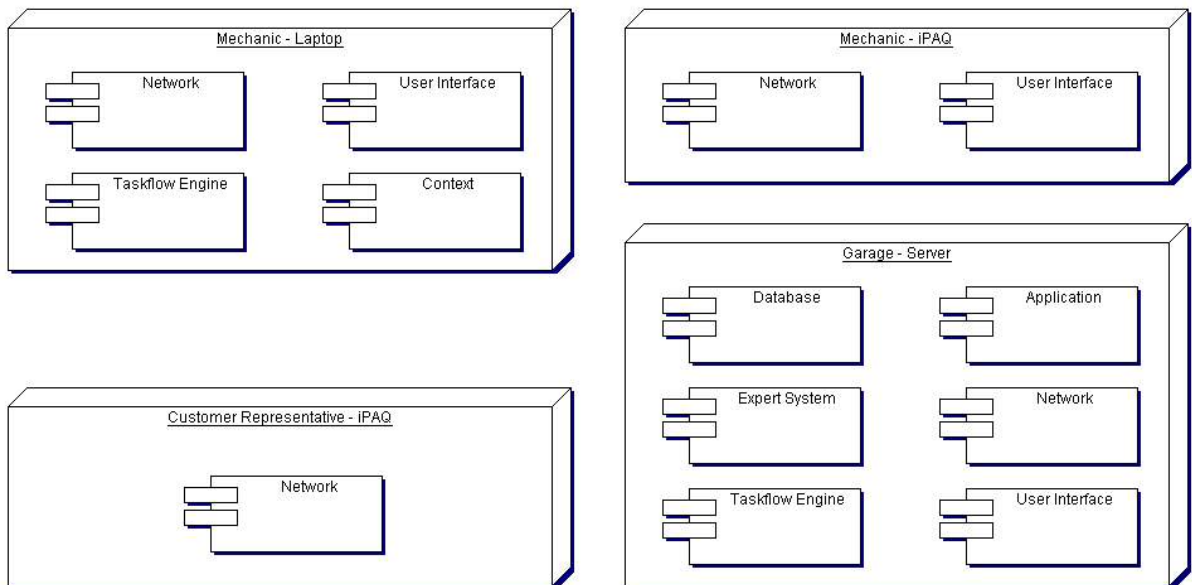 Mechanic - Laptop
Network
User Interface
Taskflow Engine
Context
Mechanic - iPAQ
Network
User Interface
Garage - Server
Database
Application
Expert System
Network
Taskflow Engine
User Interface
Customer Representative - iPAQ
Network